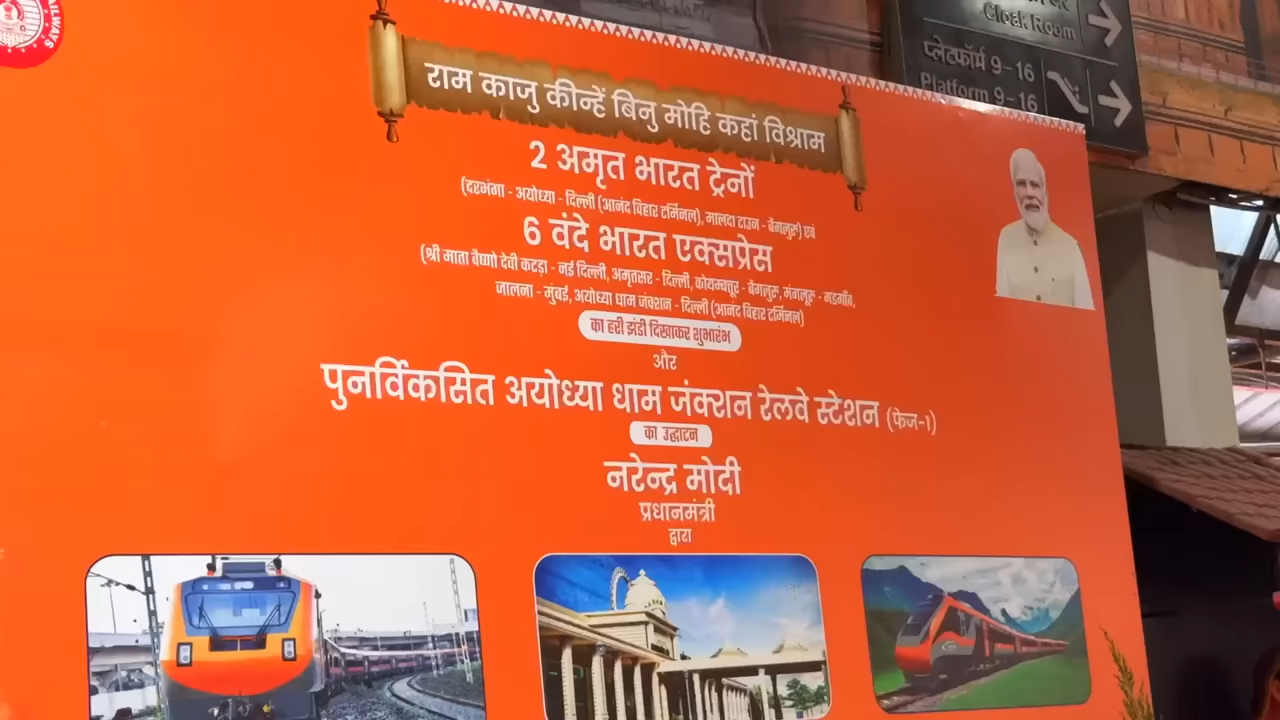 RAILWAYS
Cloak Room
प्लेटफॉर्म 9-16
Platform 9-16
राम काजु कीन्हें बिनु मोहि कहां विश्राम
2 अमृत भारत ट्रेनों
(दरभंगा - अयोध्या - दिल्ली (आनंद विहार टर्मिनल), मालदा टाउन - बैंगलुरु) एवं
6 वंदे भारत एक्सप्रेस
(श्री माता वैष्णो देवी कटड़ा - नई दिल्ली, अमृतसर - दिल्ली, कोयम्बत्तूर - बैंगलुरु, मंगलूरू - मडगाँव,
जालना - मुंबई, अयोध्या धाम जंक्शन - दिल्ली (आनंद विहार टर्मिनल)
का हरी झंडी दिखाकर शुभारंभ
और
पुनर्विकसित अयोध्या धाम जंक्शन रेलवे स्टेशन (फेज-1)
का उद्घाटन
नरेन्द्र मोदी
प्रधानमंत्री
द्वारा